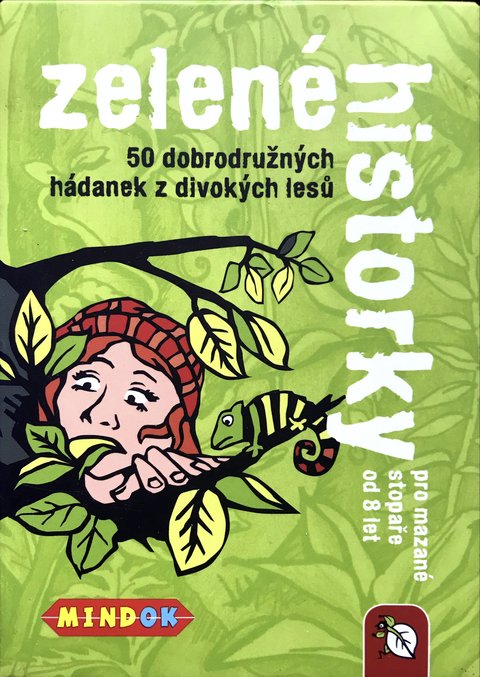 zelené
historky
50 dobrodružných
hádanek z divokých lesů
pro mazané
stopaře
od 8 let
MINDOK